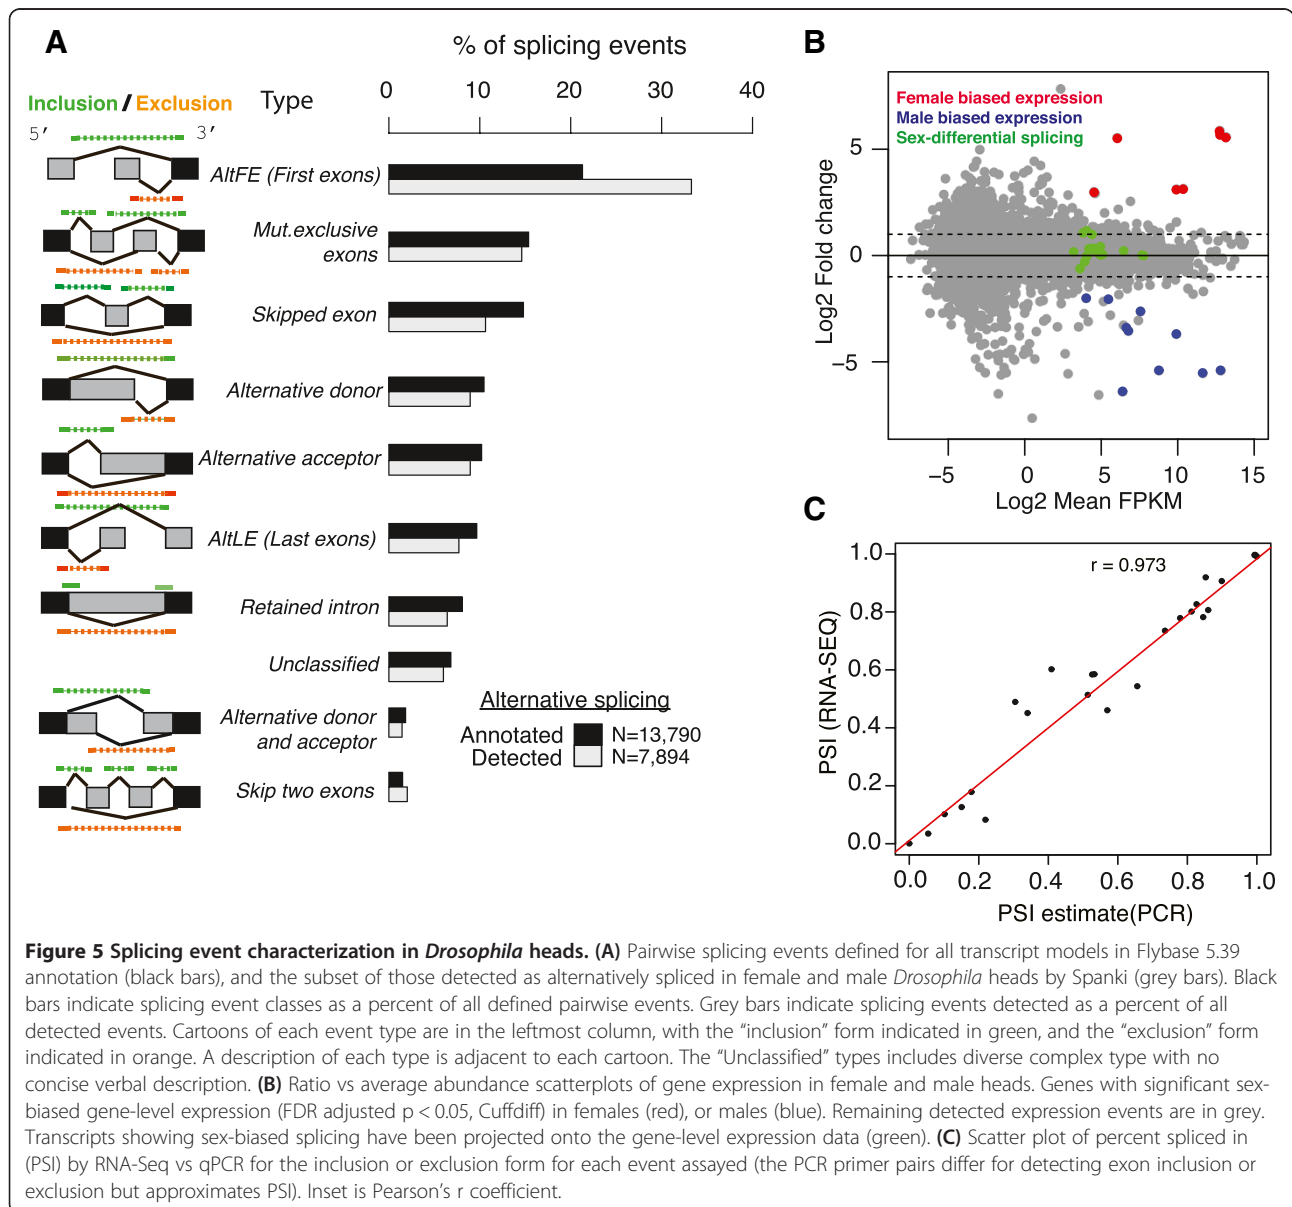 A
% of splicing events
Inclusion / Exclusion
Type
0 10 20 30 40
5′ 3′
AltFE (First exons)
Mut.exclusive
exons
Skipped exon
Alternative donor
Alternative acceptor
AltLE (Last exons)
Retained intron
Unclassified
Alternative donor
and acceptor
Skip two exons
Alternative splicing
Annotated N=13,790
Detected N=7,894
B
Female biased expression
Male biased expression
Sex-differential splicing
Log2 Fold change
5
0
−5
−5 0 5 10 15
Log2 Mean FPKM
C
r = 0.973
PSI (RNA-SEQ)
1.0
0.8
0.6
0.4
0.2
0.0
0.0 0.2 0.4 0.6 0.8 1.0
PSI estimate(PCR)
Figure 5 Splicing event characterization in Drosophila heads. (A) Pairwise splicing events defined for all transcript models in Flybase 5.39
annotation (black bars), and the subset of those detected as alternatively spliced in female and male Drosophila heads by Spanki (grey bars). Black
bars indicate splicing event classes as a percent of all defined pairwise events. Grey bars indicate splicing events detected as a percent of all
detected events. Cartoons of each event type are in the leftmost column, with the “inclusion” form indicated in green, and the “exclusion” form
indicated in orange. A description of each type is adjacent to each cartoon. The “Unclassified” types includes diverse complex type with no
concise verbal description. (B) Ratio vs average abundance scatterplots of gene expression in female and male heads. Genes with significant sex-
biased gene-level expression (FDR adjusted p < 0.05, Cuffdiff) in females (red), or males (blue). Remaining detected expression events are in grey.
Transcripts showing sex-biased splicing have been projected onto the gene-level expression data (green). (C) Scatter plot of percent spliced in
(PSI) by RNA-Seq vs qPCR for the inclusion or exclusion form for each event assayed (the PCR primer pairs differ for detecting exon inclusion or
exclusion but approximates PSI). Inset is Pearson’s r coefficient.